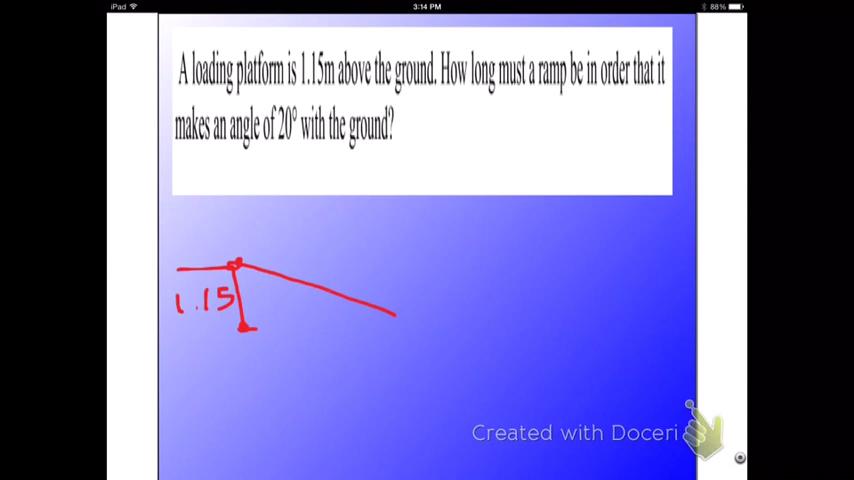 iPad 3:14 PM 88%
A loading platform is 1.15m above the ground. How long must a ramp be in order that it
makes an angle of 20° with the ground?
1.15
Created with Doceri